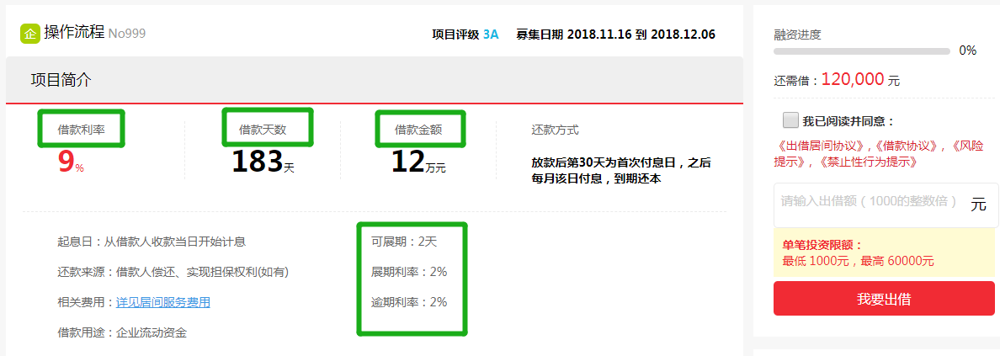 企 操作流程 No999
项目评级 3A 募集日期 2018.11.16 到 2018.12.06
项目简介
借款利率
9%
借款天数
183天
借款金额
12万元
还款方式
放款后第30天为首次付息日，之后
每月该日付息，到期还本
起息日：从借款人收款当日开始计息
还款来源：借款人偿还、实现担保权利(如有)
相关费用：详见居间服务费用
借款用途：企业流动资金
可展期：2天
展期利率：2%
逾期利率：2%
融资进度
0%
还需借：120,000 元
我已阅读并同意：
《出借居间协议》,《借款协议》,《风险
提示》,《禁止性行为提示》
请输入出借额（1000的整数倍） 元
单笔投资限额：
最低 1000元，最高 60000元
我要出借